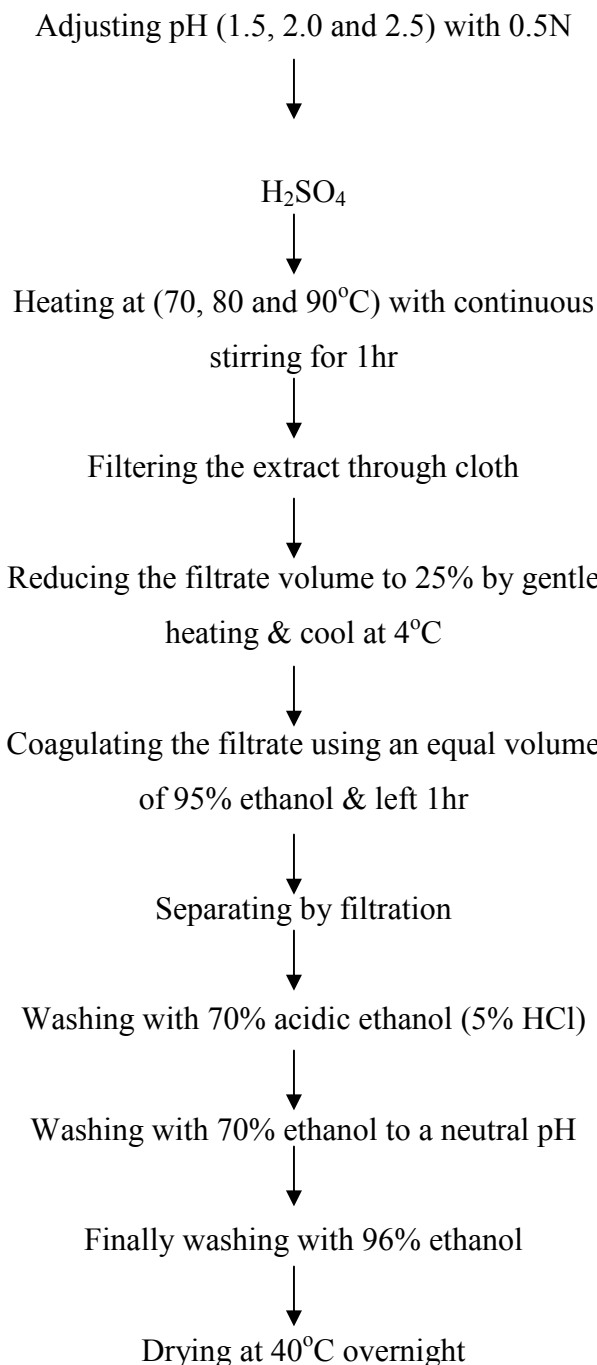 Adjusting pH (1.5, 2.0 and 2.5) with 0.5N
H₂SO₄
Heating at (70, 80 and 90°C) with continuous
stirring for 1hr
Filtering the extract through cloth
Reducing the filtrate volume to 25% by gentle
heating & cool at 4°C
Coagulating the filtrate using an equal volume
of 95% ethanol & left 1hr
Separating by filtration
Washing with 70% acidic ethanol (5% HCl)
Washing with 70% ethanol to a neutral pH
Finally washing with 96% ethanol
Drying at 40°C overnight